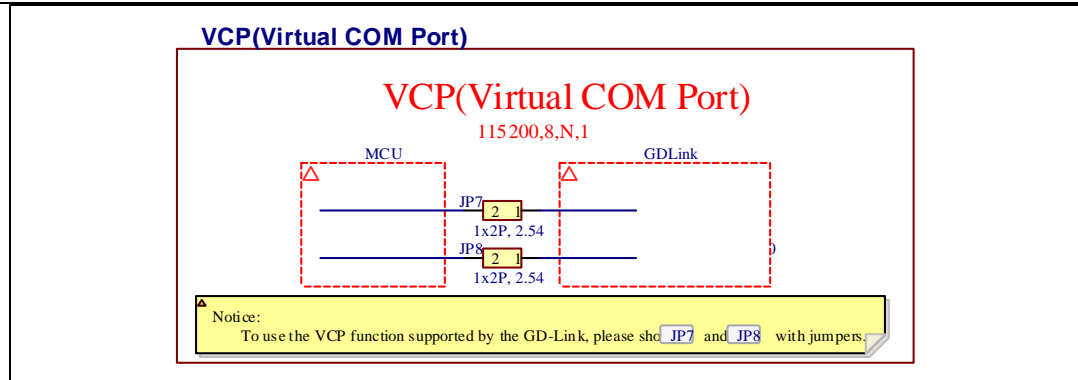 VCP(Virtual COM Port)
VCP(Virtual COM Port)
115200,8,N,1
MCU GDLink
JP7
2 1
1x2P, 2.54
JP8
2 1
1x2P, 2.54
Notice:
To use the VCP function supported by the GD-Link, please sho JP7 and JP8 with jumpers.